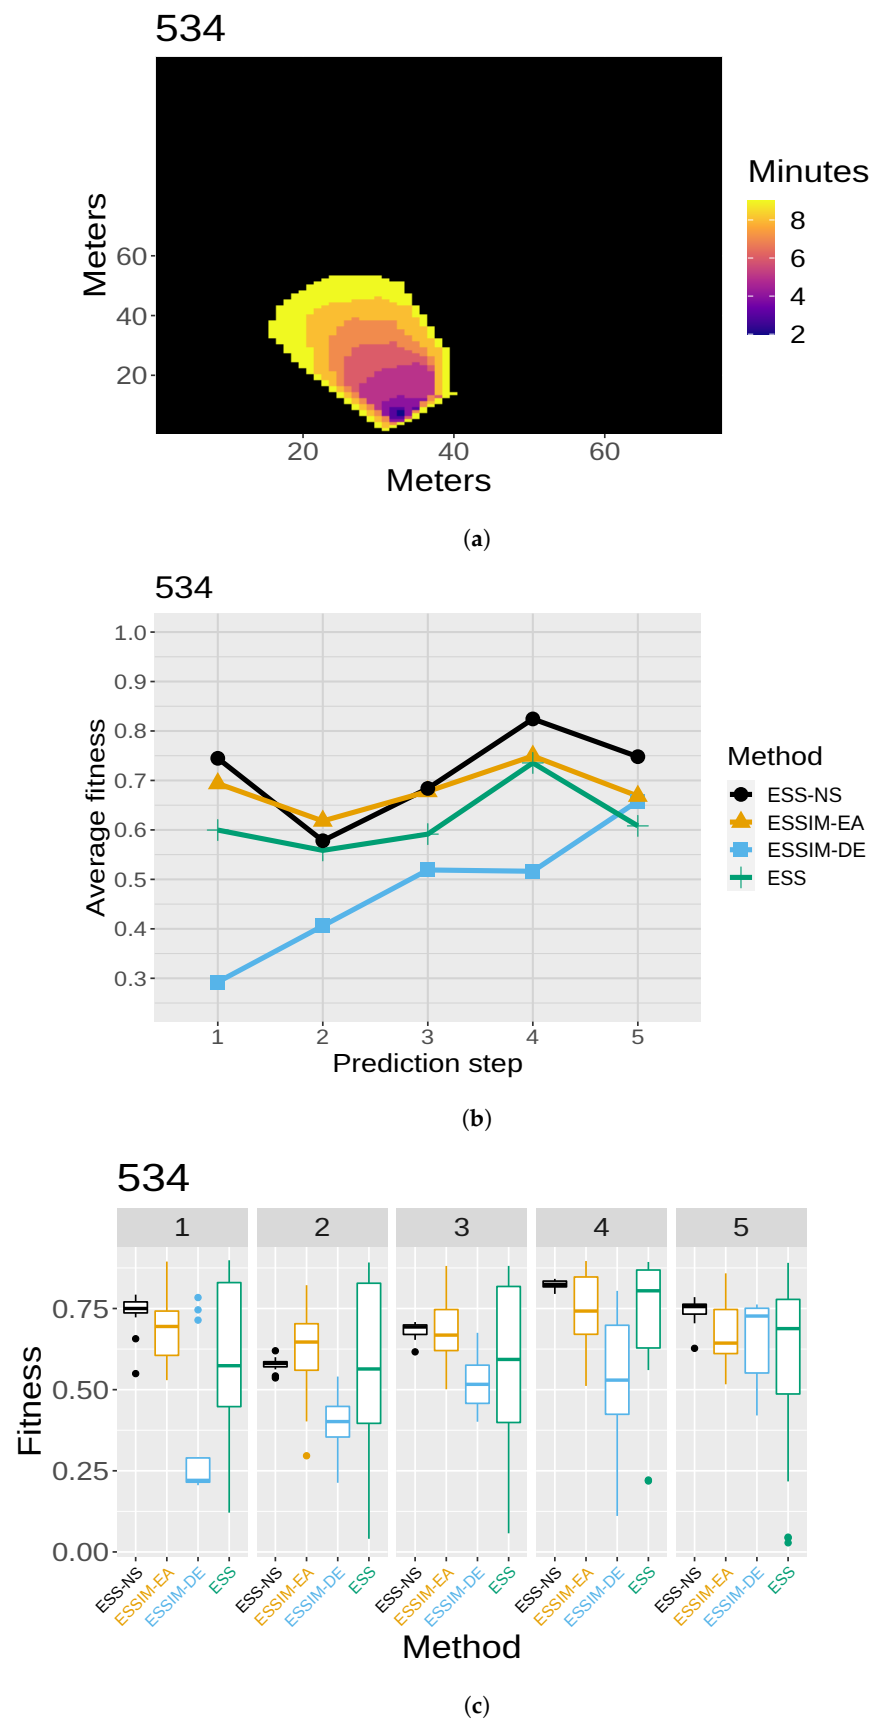 534
Meters
60
40
20
20 40 60
Meters
Minutes
8
6
4
2
(a)
534
Average fitness
1.0
0.9
0.8
0.7
0.6
0.5
0.4
0.3
1 2 3 4 5
Prediction step
Method
ESS-NS
ESSIM-EA
ESSIM-DE
ESS
(b)
534
1 2 3 4 5
Fitness
0.75
0.50
0.25
0.00
ESS-NS ESSIM-EA ESSIM-DE ESS ESS-NS ESSIM-EA ESSIM-DE ESS ESS-NS ESSIM-EA ESSIM-DE ESS ESS-NS ESSIM-EA ESSIM-DE ESS ESS-NS ESSIM-EA ESSIM-DE ESS
Method
(c)